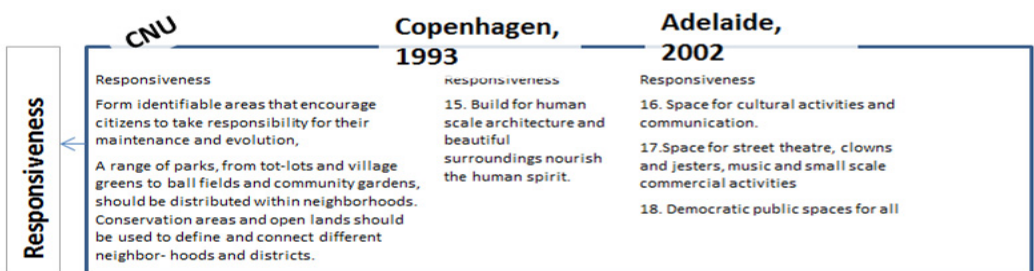 CNU
Copenhagen,
1993
Adelaide,
2002
Responsiveness
Responsiveness
Form identifiable areas that encourage
citizens to take responsibility for their
maintenance and evolution,
A range of parks, from tot-lots and village
greens to ball fields and community gardens,
should be distributed within neighborhoods.
Conservation areas and open lands should
be used to define and connect different
neighbor- hoods and districts.
Responsiveness
15. Build for human
scale architecture and
beautiful
surroundings nourish
the human spirit.
Responsiveness
16. Space for cultural activities and
communication.
17.Space for street theatre, clowns
and jesters, music and small scale
commercial activities
18. Democratic public spaces for all